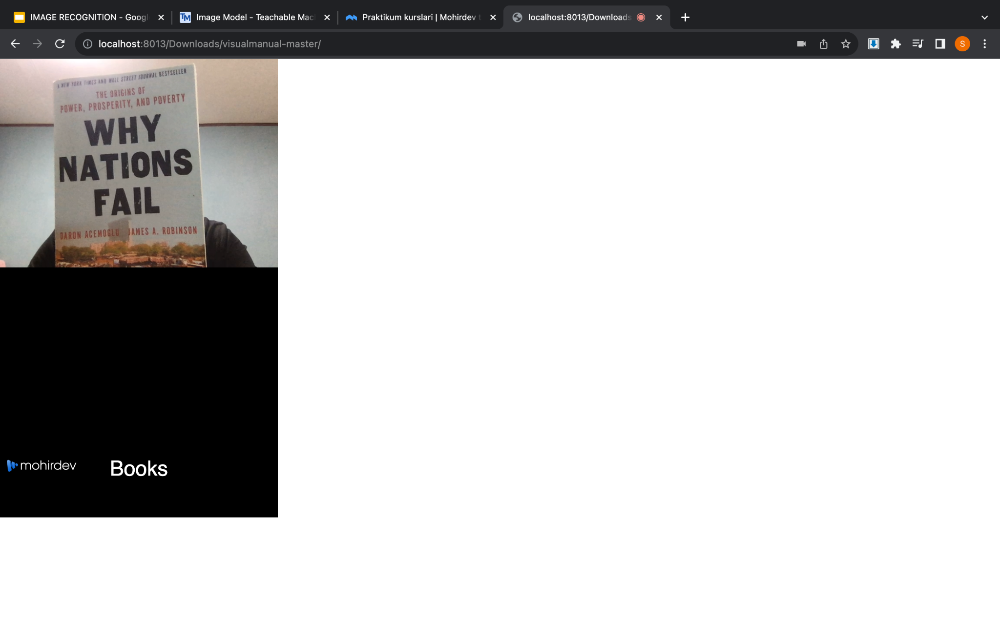 IMAGE RECOGNITION - Googl
TM
Image Model - Teachable Mac
Praktikum kurslari | Mohirdev t
localhost:8013/Downloads
localhost:8013/Downloads/visualmanual-master/
S
A NEW YORK TIMES AND WALL STREET JOURNAL BESTSELLER
THE ORIGINS OF
POWER, PROSPERITY, AND POVERTY
WHY
NATIONS
FAIL
DARON ACEMOGLU JAMES A. ROBINSON
mohirdev
Books